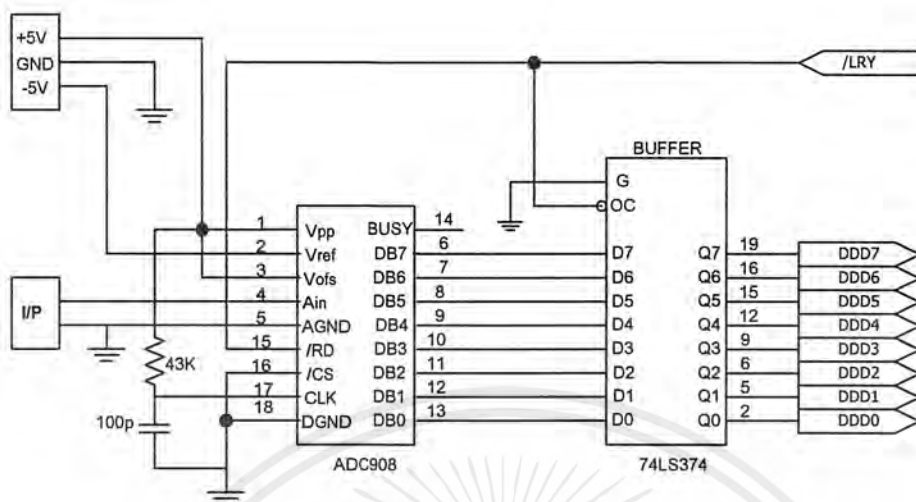 +5V
GND
-5V
/LRY
BUFFER
G
OC
1
Vpp
BUSY
14
2
Vref
DB7
6
D7
Q7
19
DDD7
3
Vofs
DB6
7
D6
Q6
16
DDD6
I/P
4
Ain
DB5
8
D5
Q5
15
DDD5
5
AGND
DB4
9
D4
Q4
12
DDD4
15
/RD
DB3
10
D3
Q3
9
DDD3
43K
16
/CS
DB2
11
D2
Q2
6
DDD2
17
CLK
DB1
12
D1
Q1
5
DDD1
100p
18
DGND
DB0
13
D0
Q0
2
DDD0
ADC908
74LS374